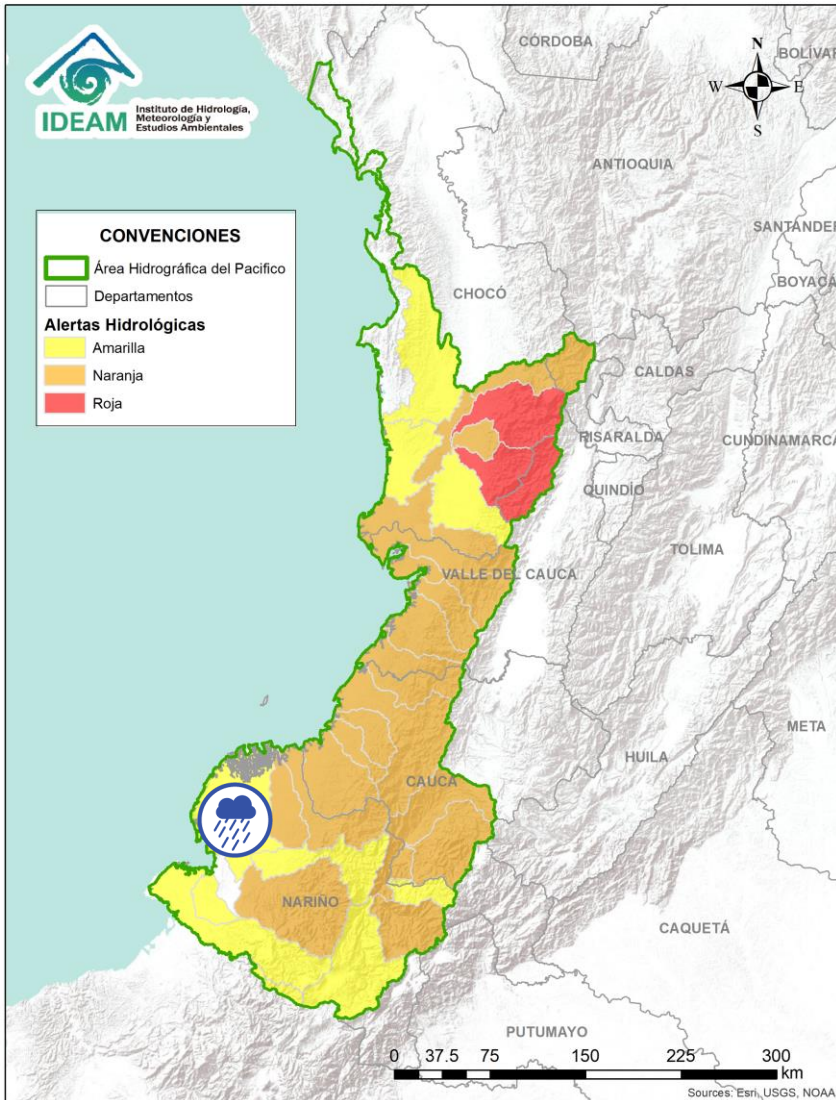 IDEAM
Instituto de Hidrología,
Meteorología y
Estudios Ambientales
CÓRDOBA
BOLÍVAR
N
W
E
S
ANTIOQUIA
SANTANDER
BOYACÁ
CONVENCIONES
Área Hidrográfica del Pacifico
Departamentos
Alertas Hidrológicas
Amarilla
Naranja
Roja
CHOCÓ
CALDAS
RISARALDA
CUNDINAMARCA
QUINDÍO
TOLIMA
VALLE DEL CAUCA
META
HUILA
CAUCA
NARIÑO
CAQUETÁ
PUTUMAYO
0 37.5 75 150 225 300
km
Sources: Esri, USGS, NOAA